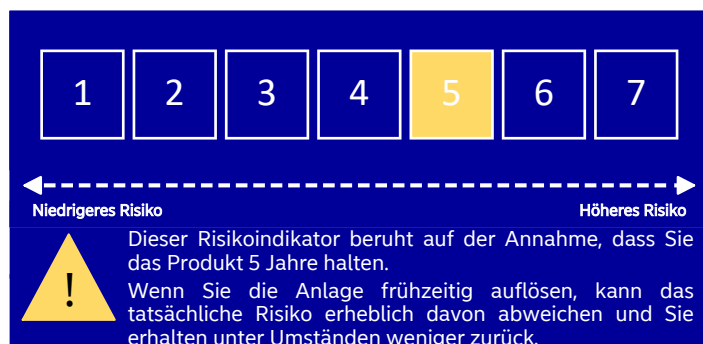 1 2 3 4 5 6 7
Niedrigeres Risiko Höheres Risiko
Dieser Risikoindikator beruht auf der Annahme, dass Sie
das Produkt 5 Jahre halten.
!
Wenn Sie die Anlage frühzeitig auflösen, kann das
tatsächliche Risiko erheblich davon abweichen und Sie
erhalten unter Umständen weniger zurück.